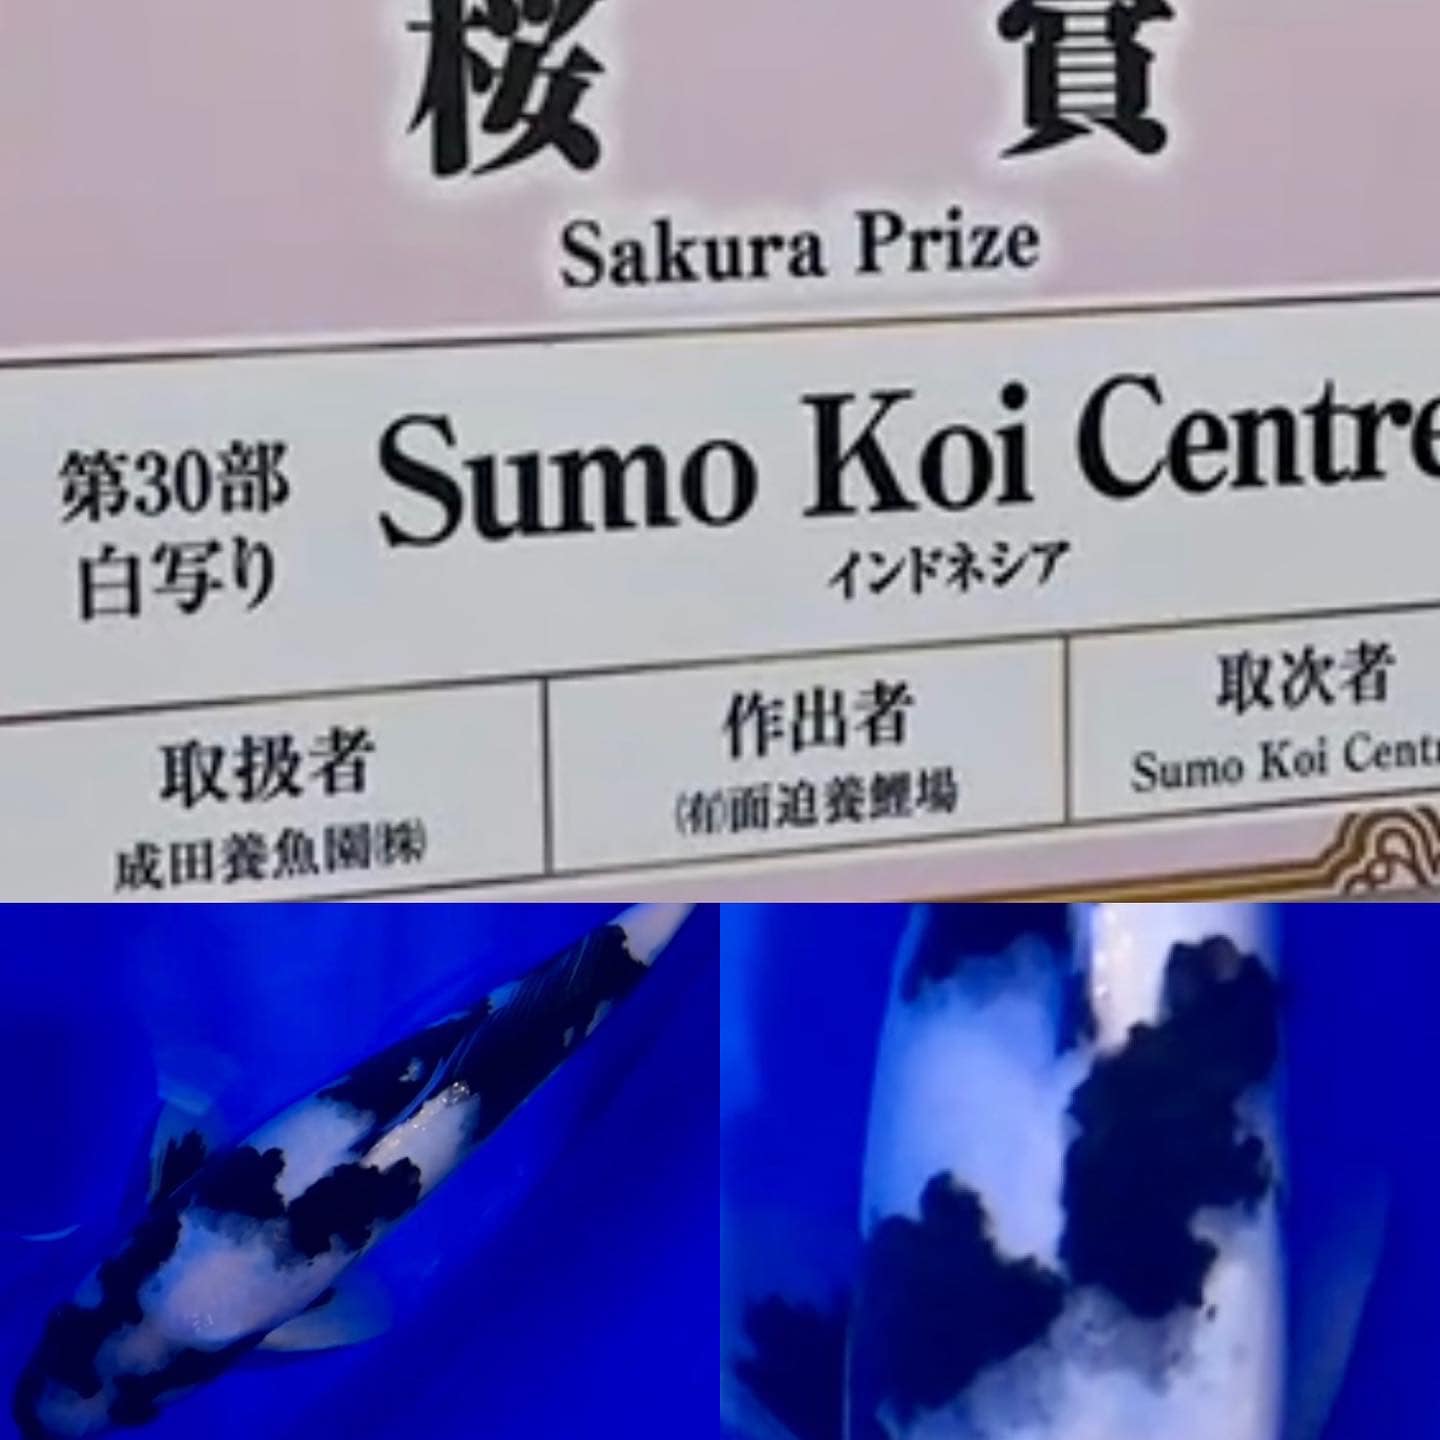 桜賞
Sakura Prize
第30部
白写り
Sumo Koi Centre
インドネシア
取扱者
成田養魚園㈱
作出者
㈲面迫養鯉場
取次者
Sumo Koi Centr